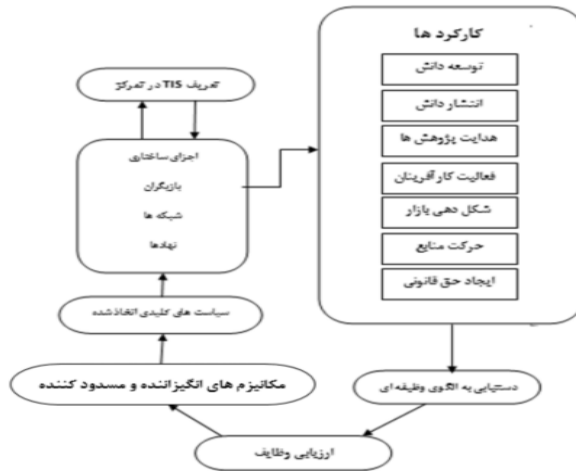 کارکرد ها
توسعه دانش
انتشار دانش
هدایت پژوهش ها
فعالیت کارآفرینان
شکل دهی بازار
حرکت منابع
ایجاد حق قانونی
تعریف TIS در تمرکز
اجزای ساختاری
بازیگران
شبکه ها
نهادها
سیاست های کلیدی اتخاذ شده
مکانیزم های انگیزاننده و مسدود کننده
دستیابی به الگوی وظیفه ای
ارزیابی وظایف